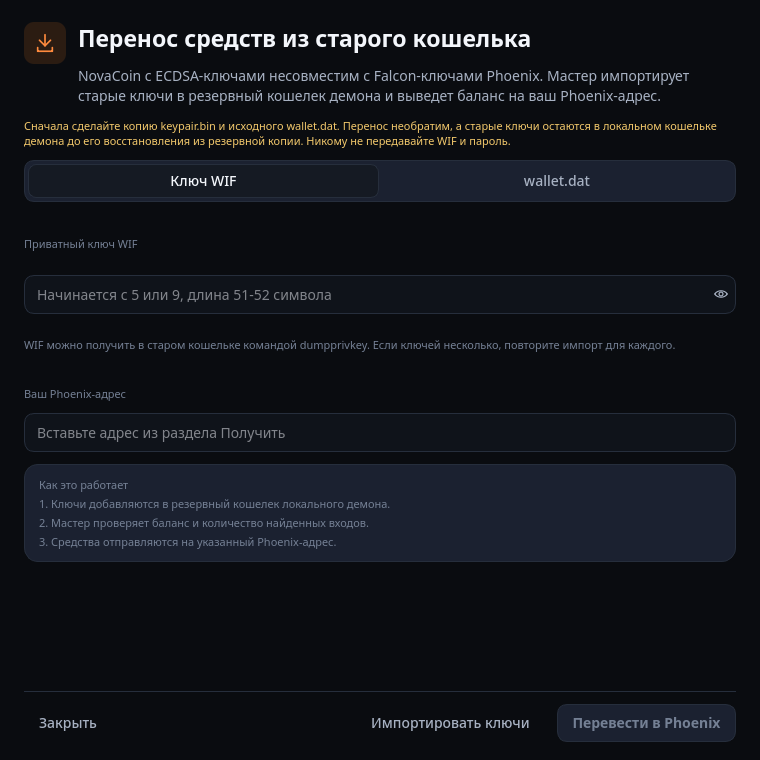 Перенос средств из старого кошелька
NovaCoin с ECDSA-ключами несовместим с Falcon-ключами Phoenix. Мастер импортирует
старые ключи в резервный кошелек демона и выведет баланс на ваш Phoenix-адрес.
Сначала сделайте копию keypair.bin и исходного wallet.dat. Перенос необратим, а старые ключи остаются в локальном кошельке
демона до его восстановления из резервной копии. Никому не передавайте WIF и пароль.
Ключ WIF
wallet.dat
Приватный ключ WIF
Начинается с 5 или 9, длина 51-52 символа
WIF можно получить в старом кошельке командой dumpprivkey. Если ключей несколько, повторите импорт для каждого.
Ваш Phoenix-адрес
Вставьте адрес из раздела Получить
Как это работает
1. Ключи добавляются в резервный кошелек локального демона.
2. Мастер проверяет баланс и количество найденных входов.
3. Средства отправляются на указанный Phoenix-адрес.
Закрыть
Импортировать ключи
Перевести в Phoenix